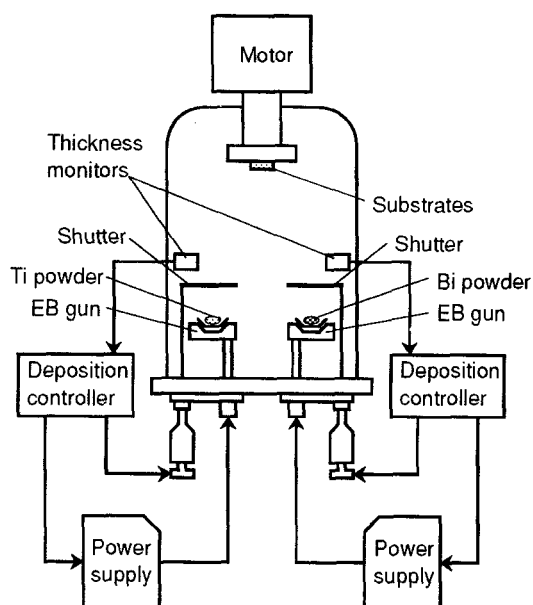 Motor
Thickness
monitors
Substrates
Shutter
Shutter
Ti powder
Bi powder
EB gun
EB gun
Deposition
controller
Deposition
controller
Power
supply
Power
supply